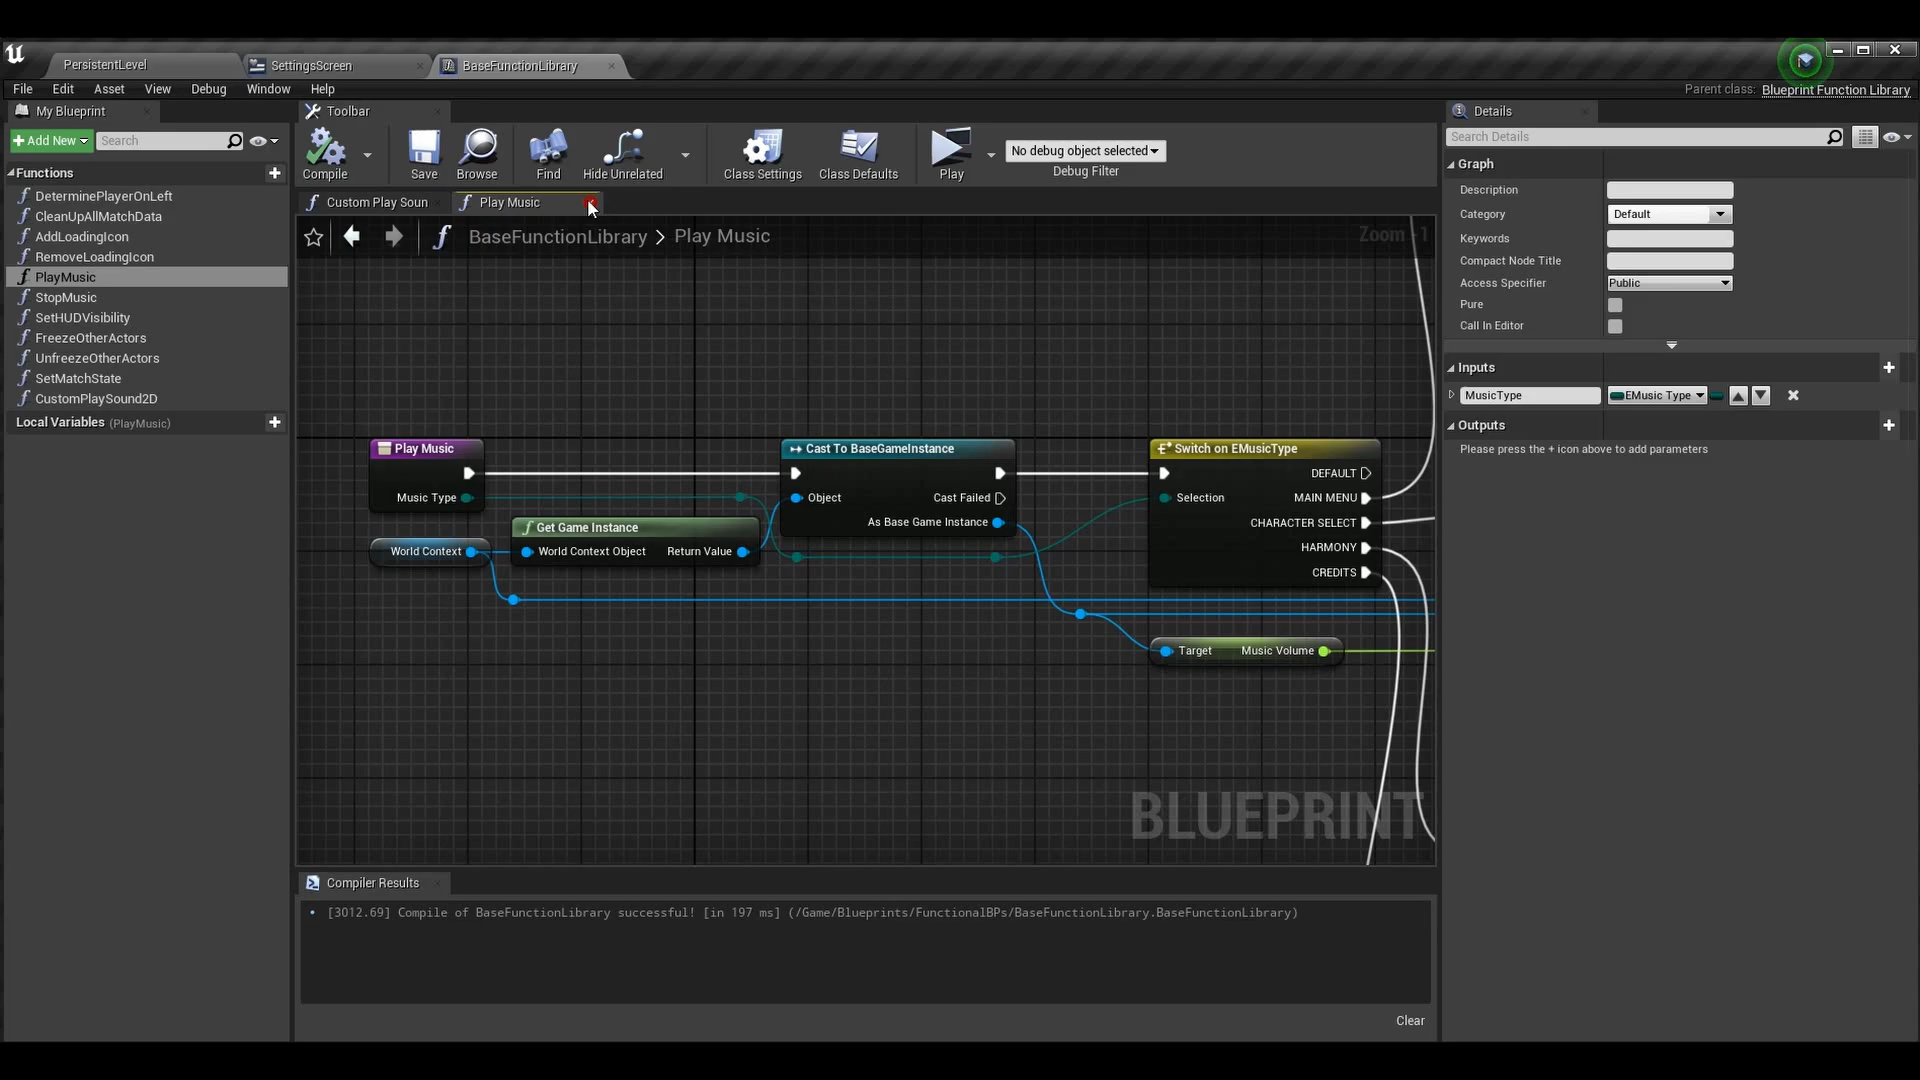 PersistentLevel
SettingsScreen
BaseFunctionLibrary
File Edit Asset View Debug Window Help
Parent class: Blueprint Function Library
My Blueprint
Toolbar
Details
Add New
Search
Compile
Save
Browse
Find
Hide Unrelated
Class Settings
Class Defaults
Play
No debug object selected
Debug Filter
Search Details
Functions
DeterminePlayerOnLeft
CleanUpAllMatchData
AddLoadingIcon
RemoveLoadingIcon
PlayMusic
StopMusic
SetHUDVisibility
FreezeOtherActors
UnfreezeOtherActors
SetMatchState
CustomPlaySound2D
Local Variables (PlayMusic)
Custom Play Soun
Play Music
BaseFunctionLibrary > Play Music
Zoom -1
Play Music
Music Type
World Context
Get Game Instance
World Context Object Return Value
Cast To BaseGameInstance
Object Cast Failed
As Base Game Instance
Switch on EMusicType
DEFAULT
Selection MAIN MENU
CHARACTER SELECT
HARMONY
CREDITS
Target Music Volume
BLUEPRINT
Compiler Results
[3012.69] Compile of BaseFunctionLibrary successful! [in 197 ms] (/Game/Blueprints/FunctionalBPs/BaseFunctionLibrary.BaseFunctionLibrary)
Clear
Graph
Description
Category Default
Keywords
Compact Node Title
Access Specifier Public
Pure
Call In Editor
Inputs
MusicType EMusic Type
Outputs
Please press the + icon above to add parameters